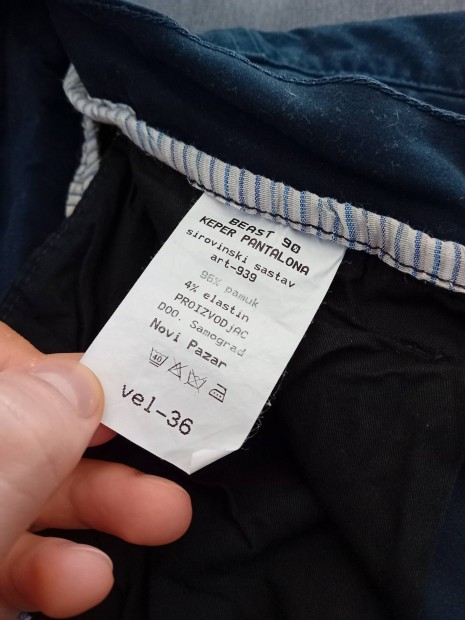 BEAST 90
KEPER PANTALONA
sirovinski sastav
art-939
96% pamuk
4% elastin
PROIZVODjAC
DOO. Samograd
Novi Pazar
40
vel-36